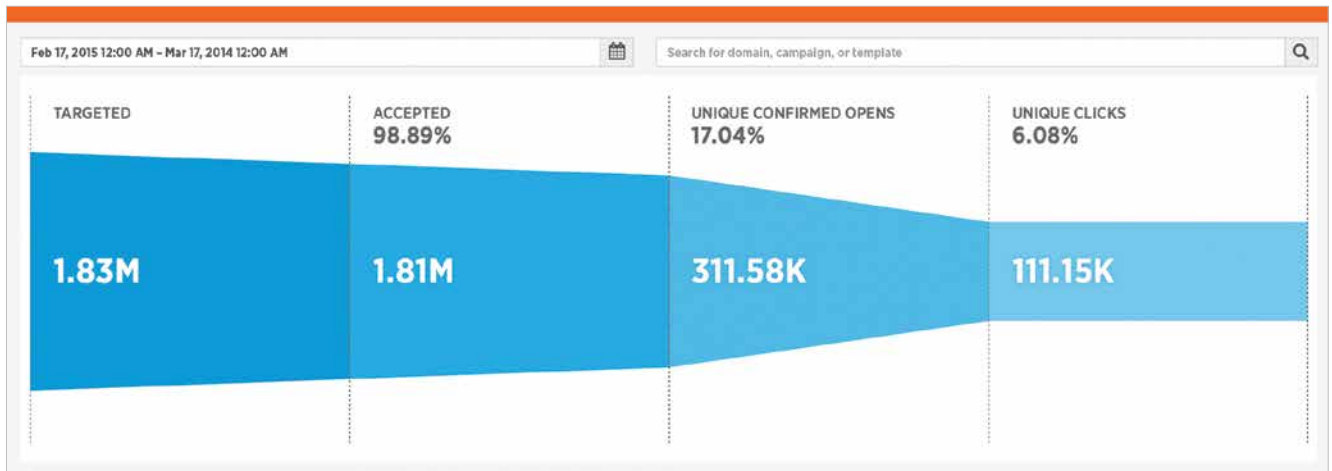 Feb 17, 2015 12:00 AM – Mar 17, 2014 12:00 AM
Search for domain, campaign, or template
TARGETED
ACCEPTED
98.89%
UNIQUE CONFIRMED OPENS
17.04%
UNIQUE CLICKS
6.08%
1.83M
1.81M
311.58K
111.15K